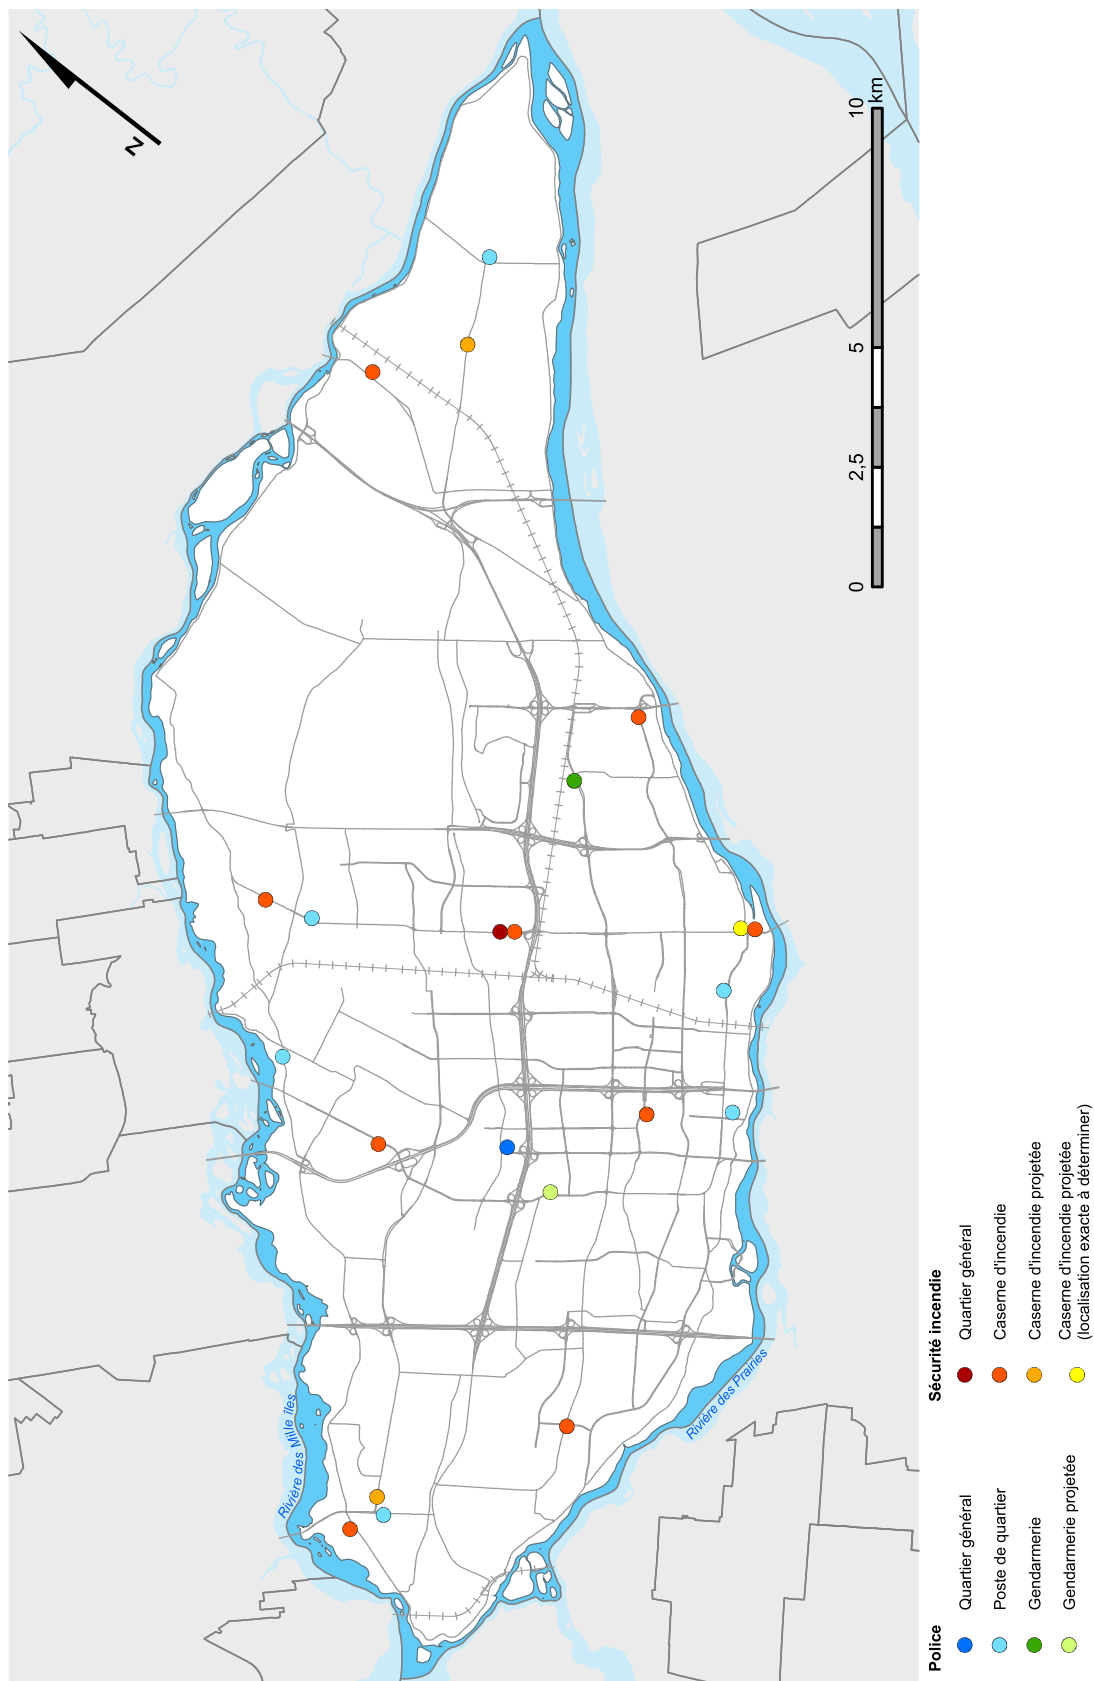 N
Rivière des Mille îles
Rivière des Prairies
0
2,5
5
10
km
Police
Quartier général
Poste de quartier
Gendarmerie
Gendarmerie projetée
Sécurité incendie
Quartier général
Caserne d'incendie
Caserne d'incendie projetée
Caserne d'incendie projetée
(localisation exacte à déterminer)